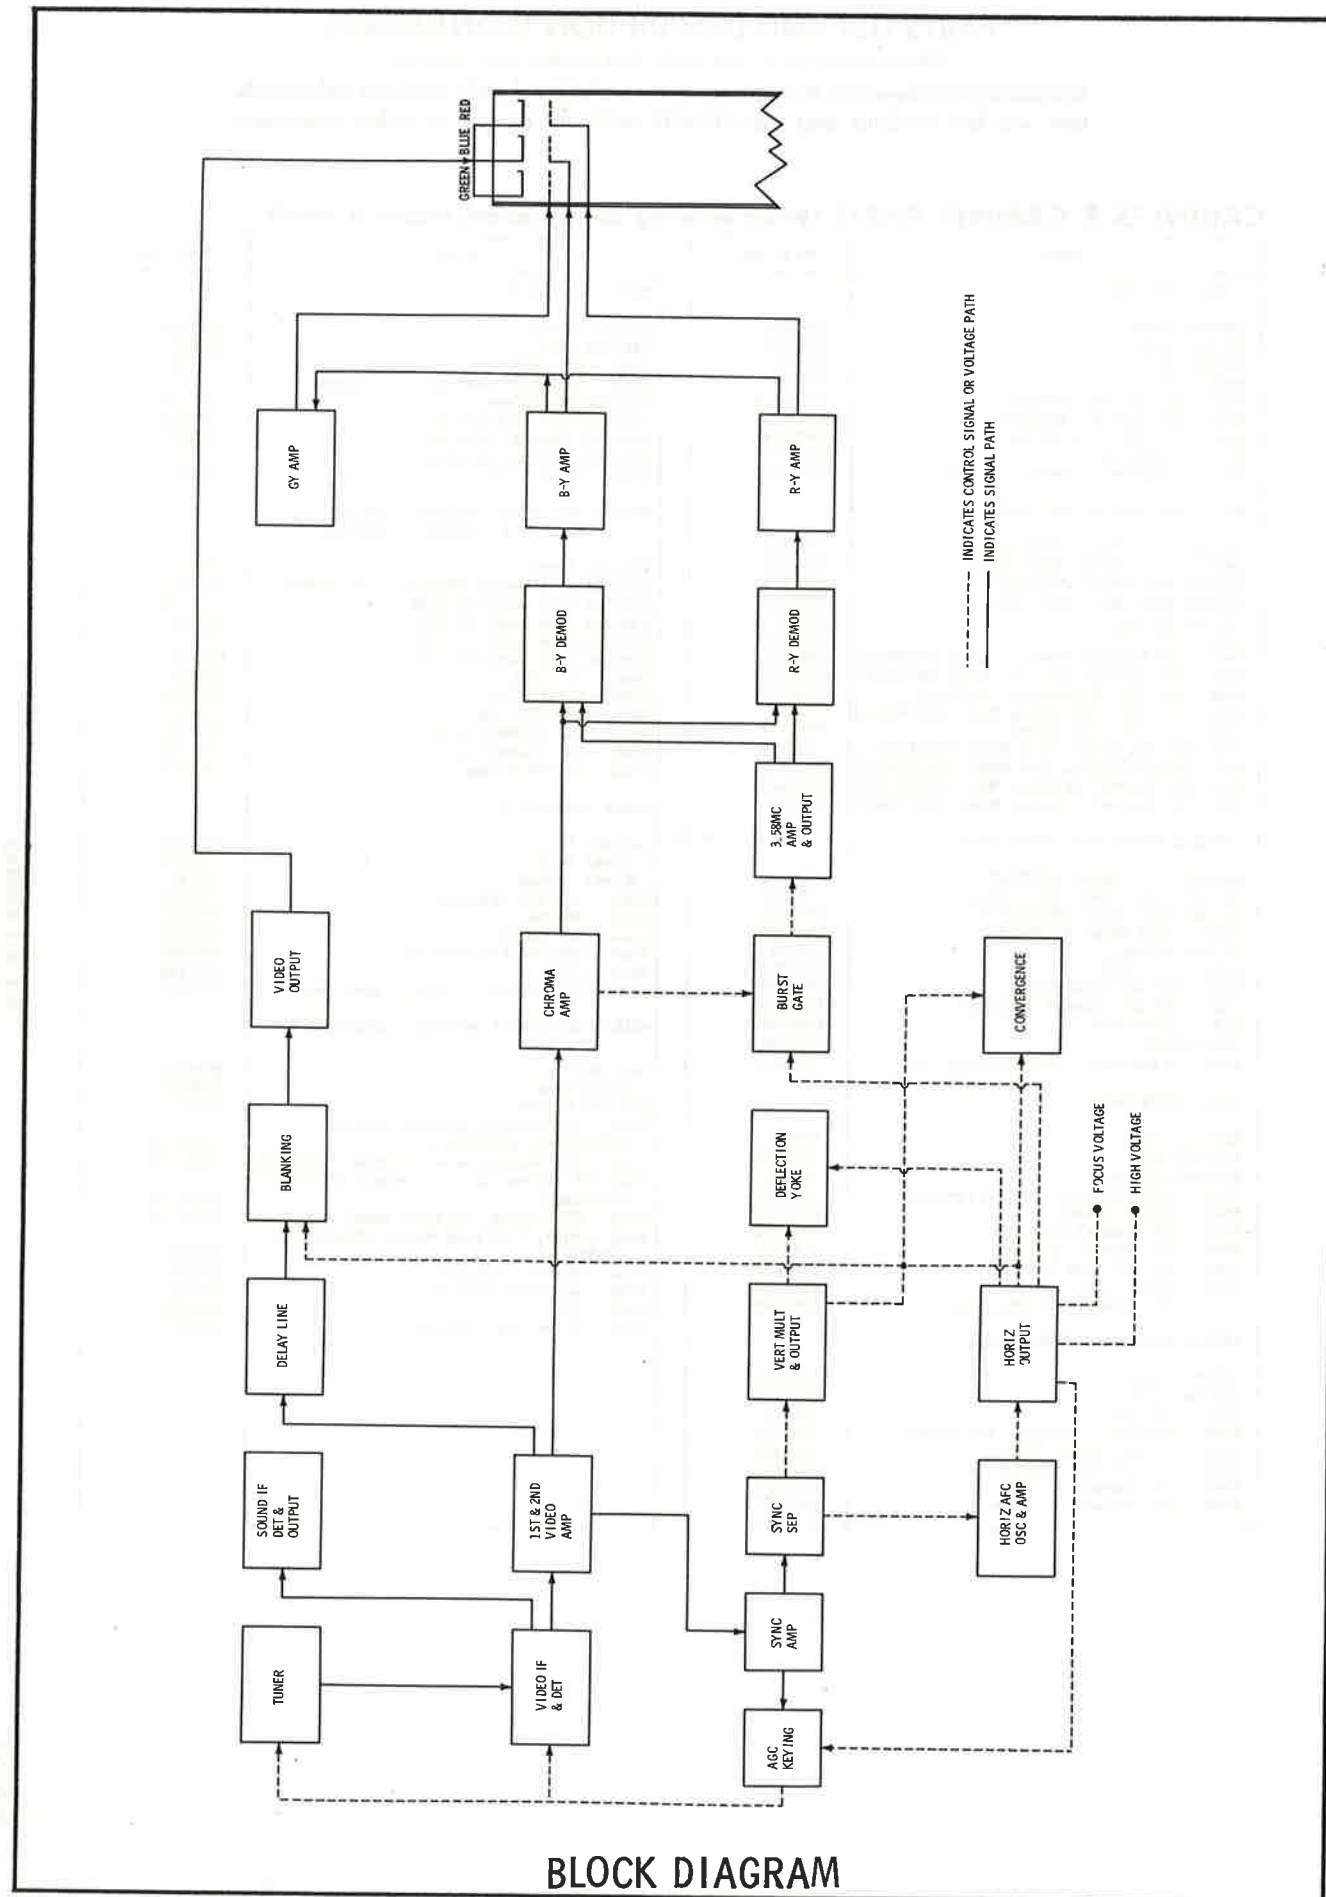 GREEN BLUE RED
GY AMP
B-Y AMP
R-Y AMP
B-Y DEMOD
R-Y DEMOD
INDICATES CONTROL SIGNAL OR VOLTAGE PATH
INDICATES SIGNAL PATH
3.58MC
AMP
& OUTPUT
VIDEO
OUTPUT
CHROMA
AMP
BURST
GATE
CONVERGENCE
BLANKING
DEFLECTION
YOKE
FOCUS VOLTAGE
HIGH VOLTAGE
DELAY LINE
VERT MULT
& OUTPUT
HORIZ
OUTPUT
SOUND IF
DET &
OUTPUT
1ST & 2ND
VIDEO
AMP
SYNC
SEP
HORIZ AFC
OSC & AMP
TUNER
VIDEO IF
& DET
SYNC
AMP
AGC
KEYING
BLOCK DIAGRAM